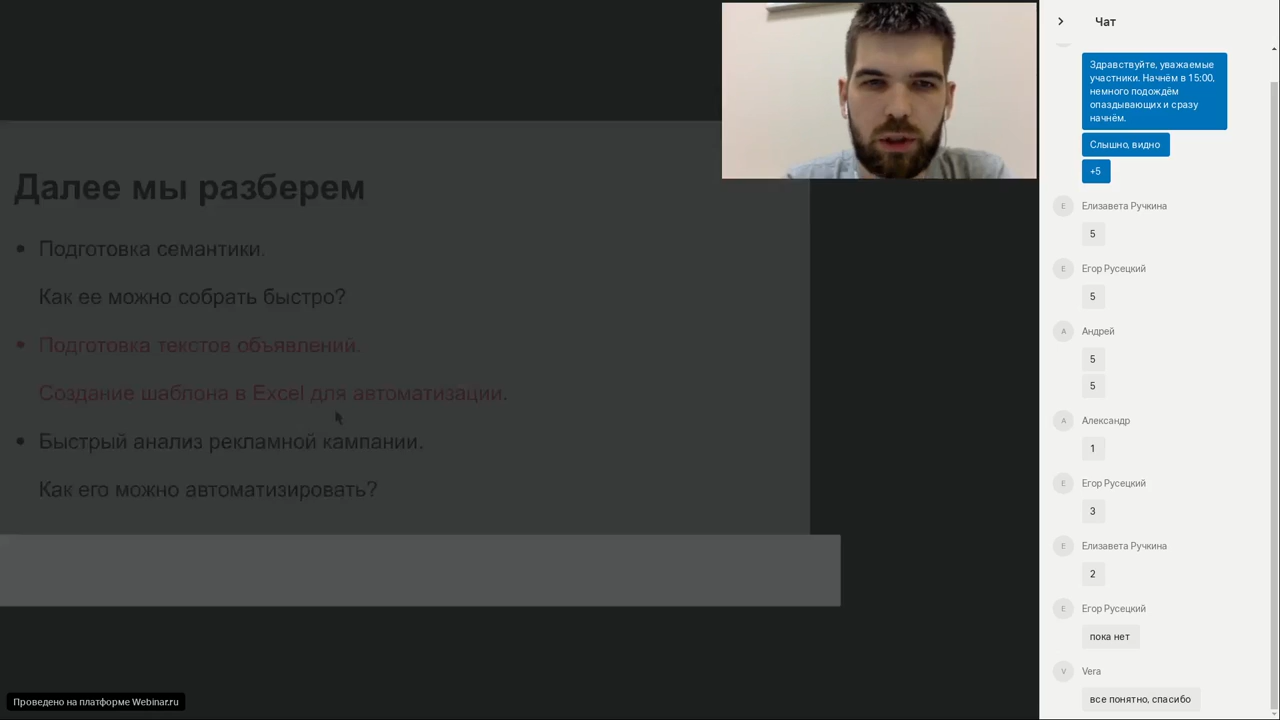 Далее мы разберем
• Подготовка семантики.
Как ее можно собрать быстро?
• Подготовка текстов объявлений.
Создание шаблона в Excel для автоматизации.
• Быстрый анализ рекламной кампании.
Как его можно автоматизировать?
Проведено на платформе Webinar.ru
Чат
Здравствуйте, уважаемые
участники. Начнём в 15:00,
немного подождём
опаздывающих и сразу
начнём.
Слышно, видно
+5
Е Елизавета Ручкина
5
Е Егор Русецкий
5
А Андрей
5
5
А Александр
1
Е Егор Русецкий
3
Е Елизавета Ручкина
2
Е Егор Русецкий
пока нет
V Vera
все понятно, спасибо